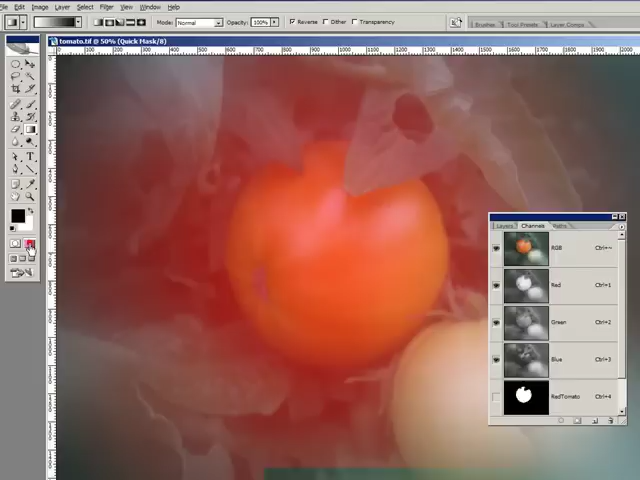 File Edit Image Layer Select Filter View Window Help
Mode: Normal Opacity: 100% Reverse Dither Transparency
Brushes Tool Presets Layer Comps
tomato.tif @ 50% (Quick Mask/8)
Layers Channels Paths
RGB Ctrl+~
Red Ctrl+1
Green Ctrl+2
Blue Ctrl+3
RedTomato Ctrl+4